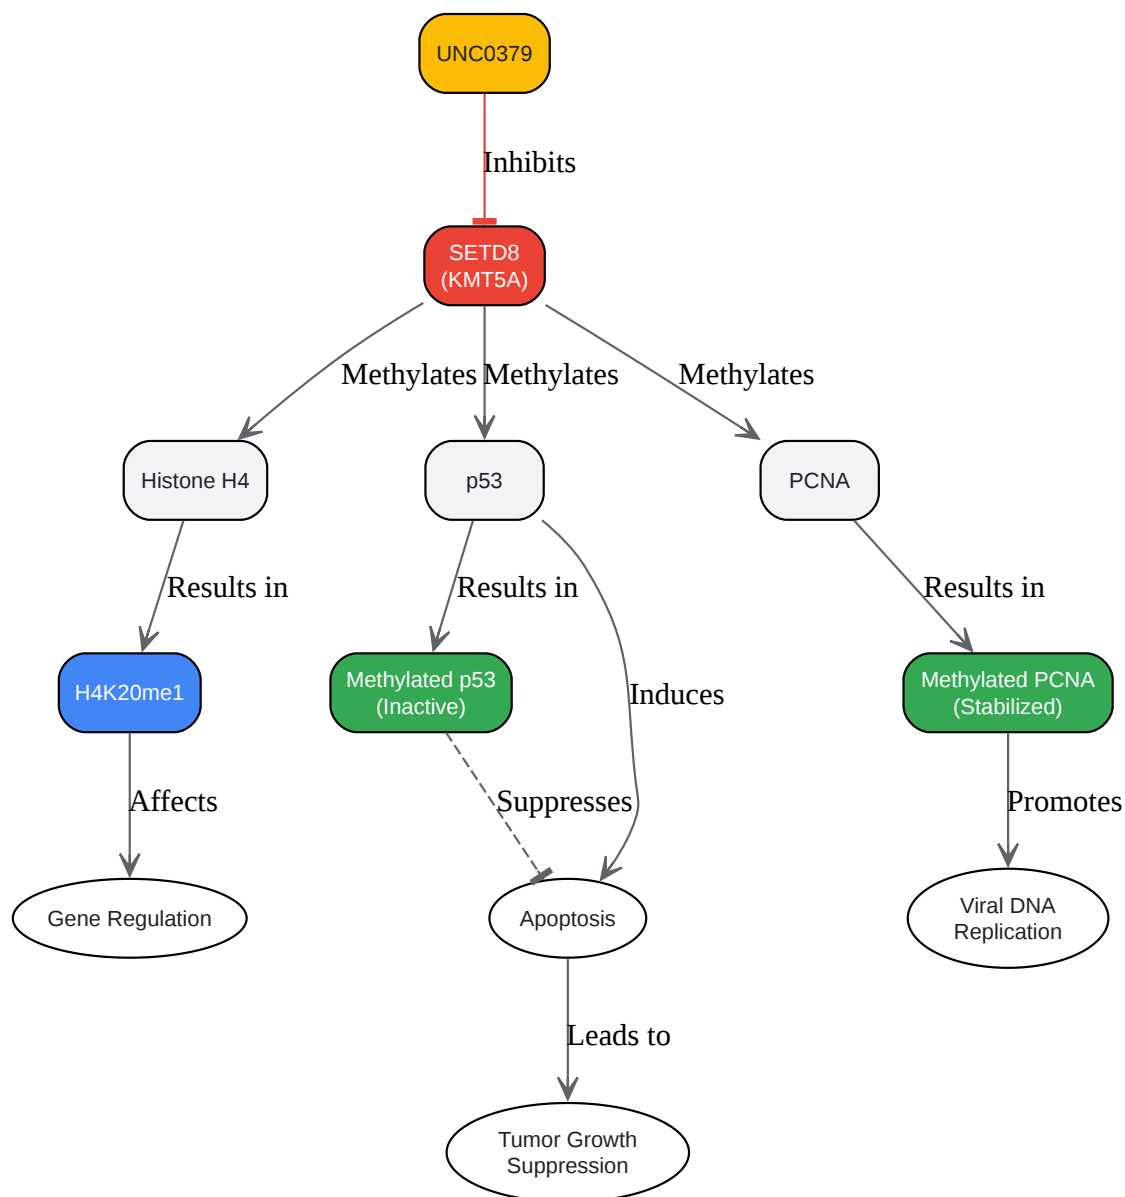 UNC0379
Inhibits
SETD8
(KMT5A)
Methylates
Methylates
Methylates
Histone H4
p53
PCNA
Results in
Results in
Results in
H4K20me1
Methylated p53
(Inactive)
Induces
Methylated PCNA
(Stabilized)
Affects
Suppresses
Promotes
Gene Regulation
Apoptosis
Viral DNA
Replication
Leads to
Tumor Growth
Suppression